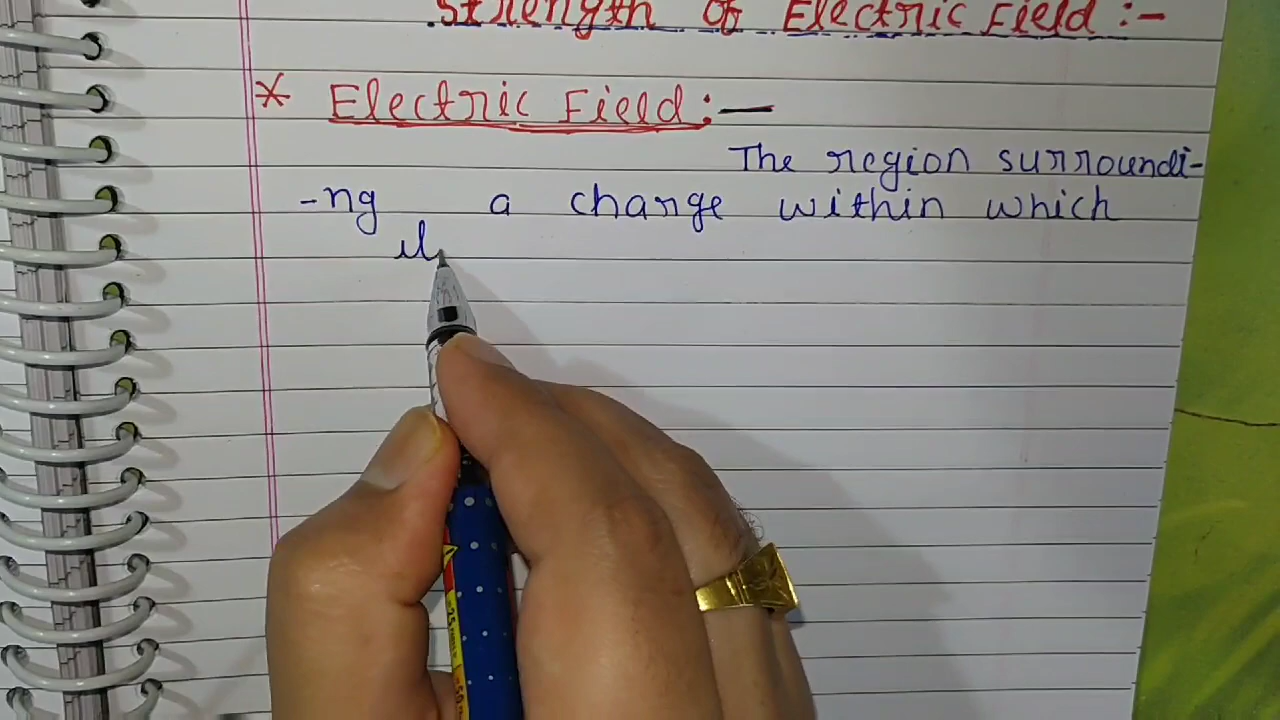 Strength of Electric Field :-
* Electric Field :—
The region surroundi-
-ng a charge within which